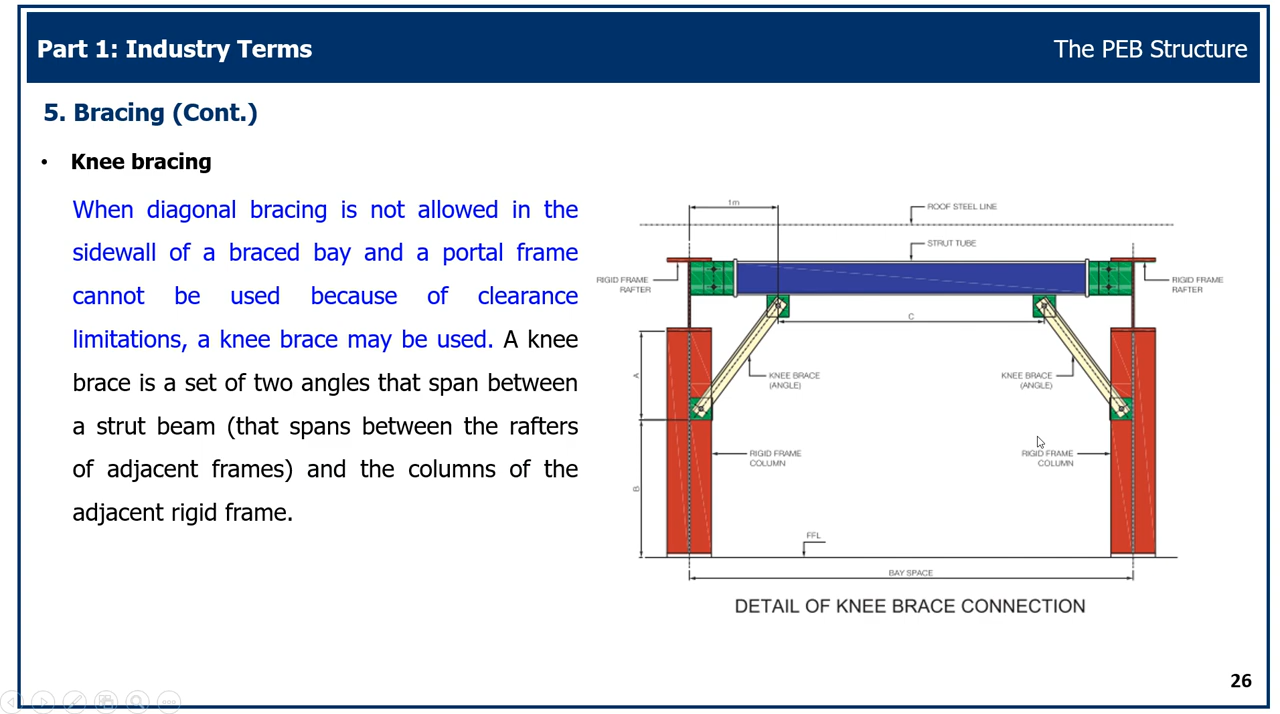 Part 1: Industry Terms
The PEB Structure
5. Bracing (Cont.)
• Knee bracing
When diagonal bracing is not allowed in the
sidewall of a braced bay and a portal frame
cannot be used because of clearance
limitations, a knee brace may be used. A knee
brace is a set of two angles that span between
a strut beam (that spans between the rafters
of adjacent frames) and the columns of the
adjacent rigid frame.
1m
ROOF STEEL LINE
STRUT TUBE
RIGID FRAME
RAFTER
RIGID FRAME
RAFTER
C
A
KNEE BRACE
(ANGLE)
KNEE BRACE
(ANGLE)
RIGID FRAME
COLUMN
RIGID FRAME
COLUMN
B
FFL
BAY SPACE
DETAIL OF KNEE BRACE CONNECTION
26